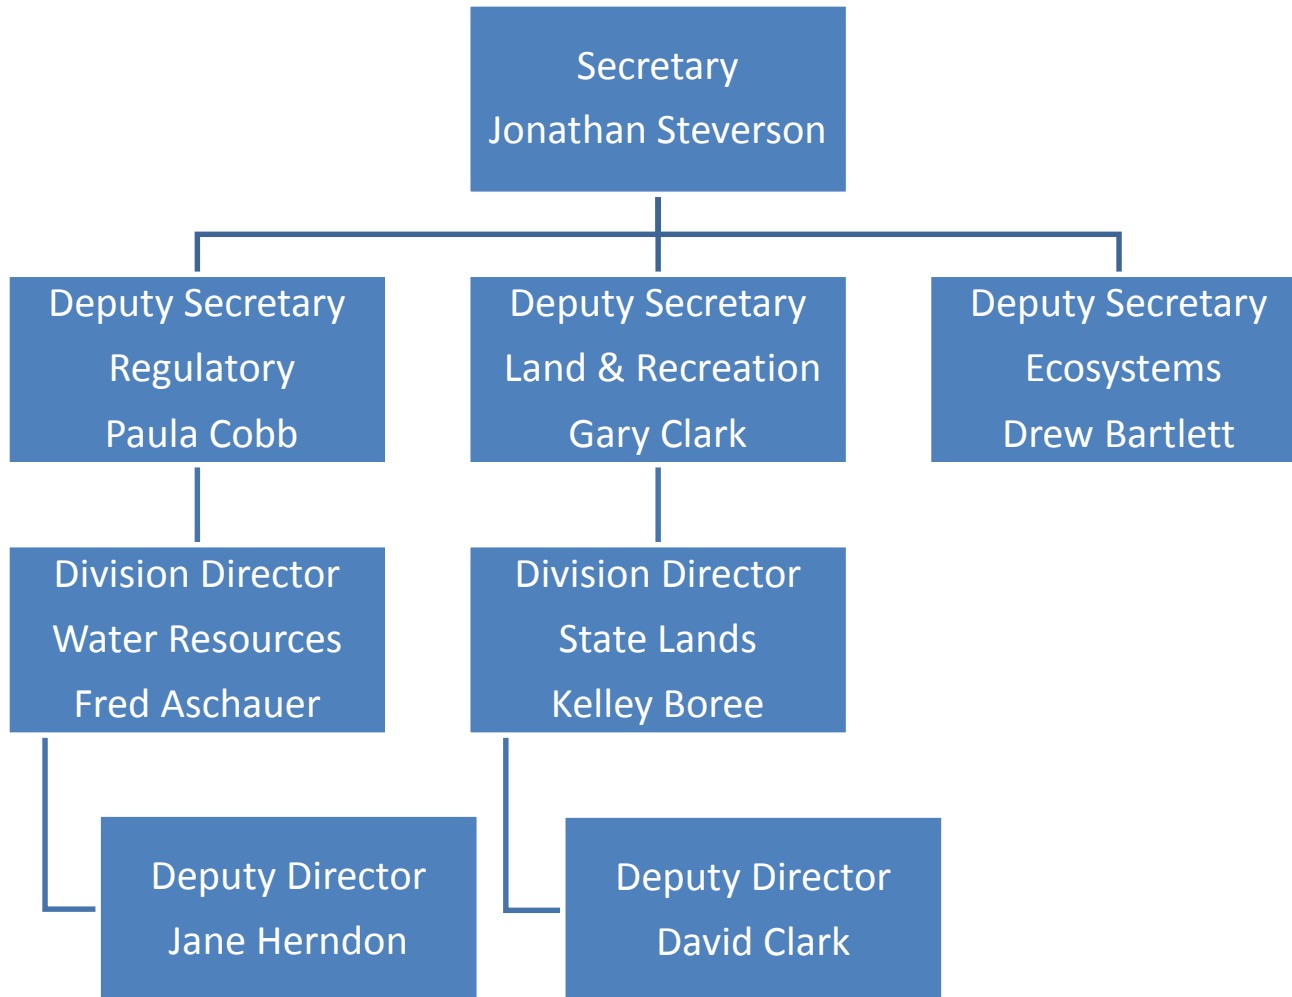 Secretary
Jonathan Steverson
Deputy Secretary
Regulatory
Paula Cobb
Deputy Secretary
Land & Recreation
Gary Clark
Deputy Secretary
Ecosystems
Drew Bartlett
Division Director
Water Resources
Fred Aschauer
Division Director
State Lands
Kelley Boree
Deputy Director
Jane Herndon
Deputy Director
David Clark